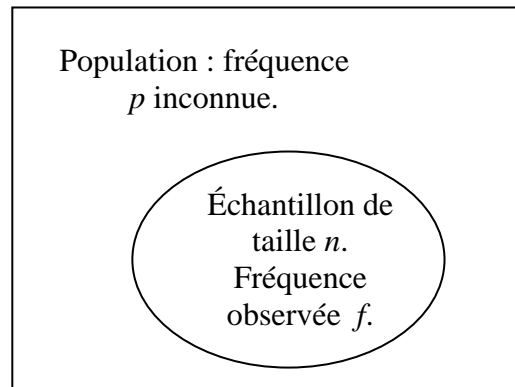 Population : fréquence
p inconnue.
Échantillon de
taille n.
Fréquence
observée f.